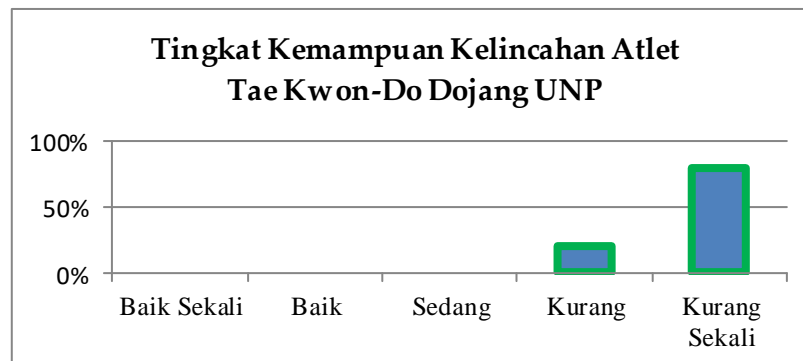 Tingkat Kemampuan Kelincahan Atlet
Tae Kwon-Do Dojang UNP
100%
50%
0%
Baik Sekali
Baik
Sedang
Kurang
Kurang
Sekali